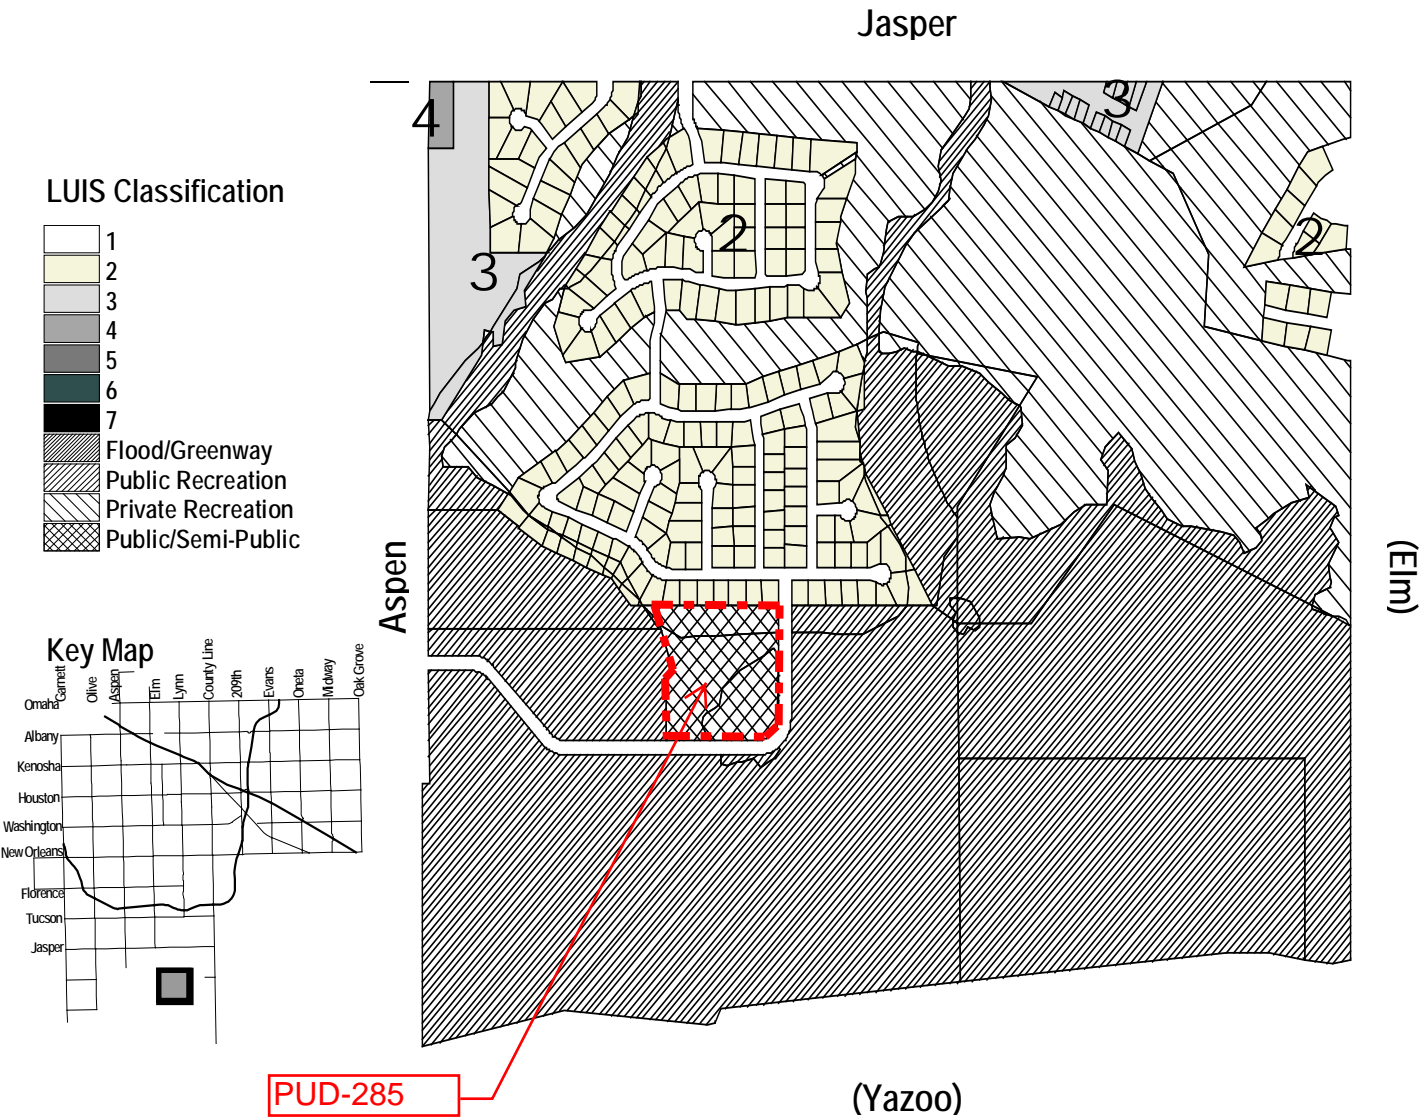 Jasper
4
3
2
3
2
LUIS Classification
1
2
3
4
5
6
7
Flood/Greenway
Public Recreation
Private Recreation
Public/Semi-Public
Aspen
(Elm)
Key Map
Garnett
Olive
Aspen
Elm
Lynn
County Line
209th
Evans
Oneta
Midway
Oak Grove
Omaha
Albany
Kenosha
Houston
Washington
New Orleans
Florence
Tucson
Jasper
PUD-285
(Yazoo)